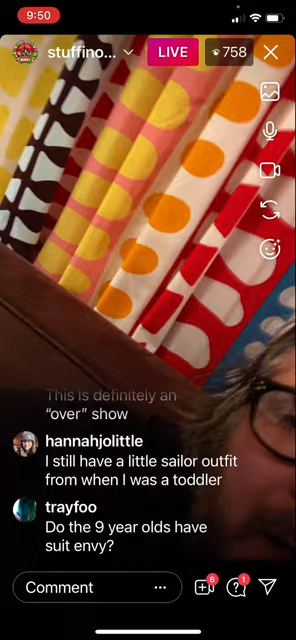 9:50
stuffino...
LIVE
758
This is definitely an
“over” show
hannahjolittle
I still have a little sailor outfit
from when I was a toddler
trayfoo
Do the 9 year olds have
suit envy?
Comment
6
1